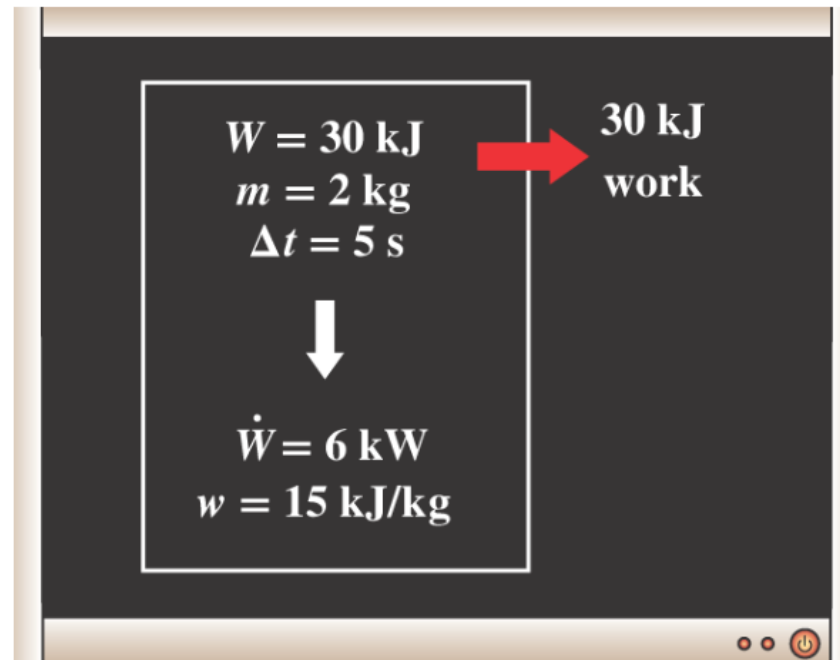 W = 30 kJ
m = 2 kg
Δt = 5 s
30 kJ
work
Ẇ = 6 kW
w = 15 kJ/kg